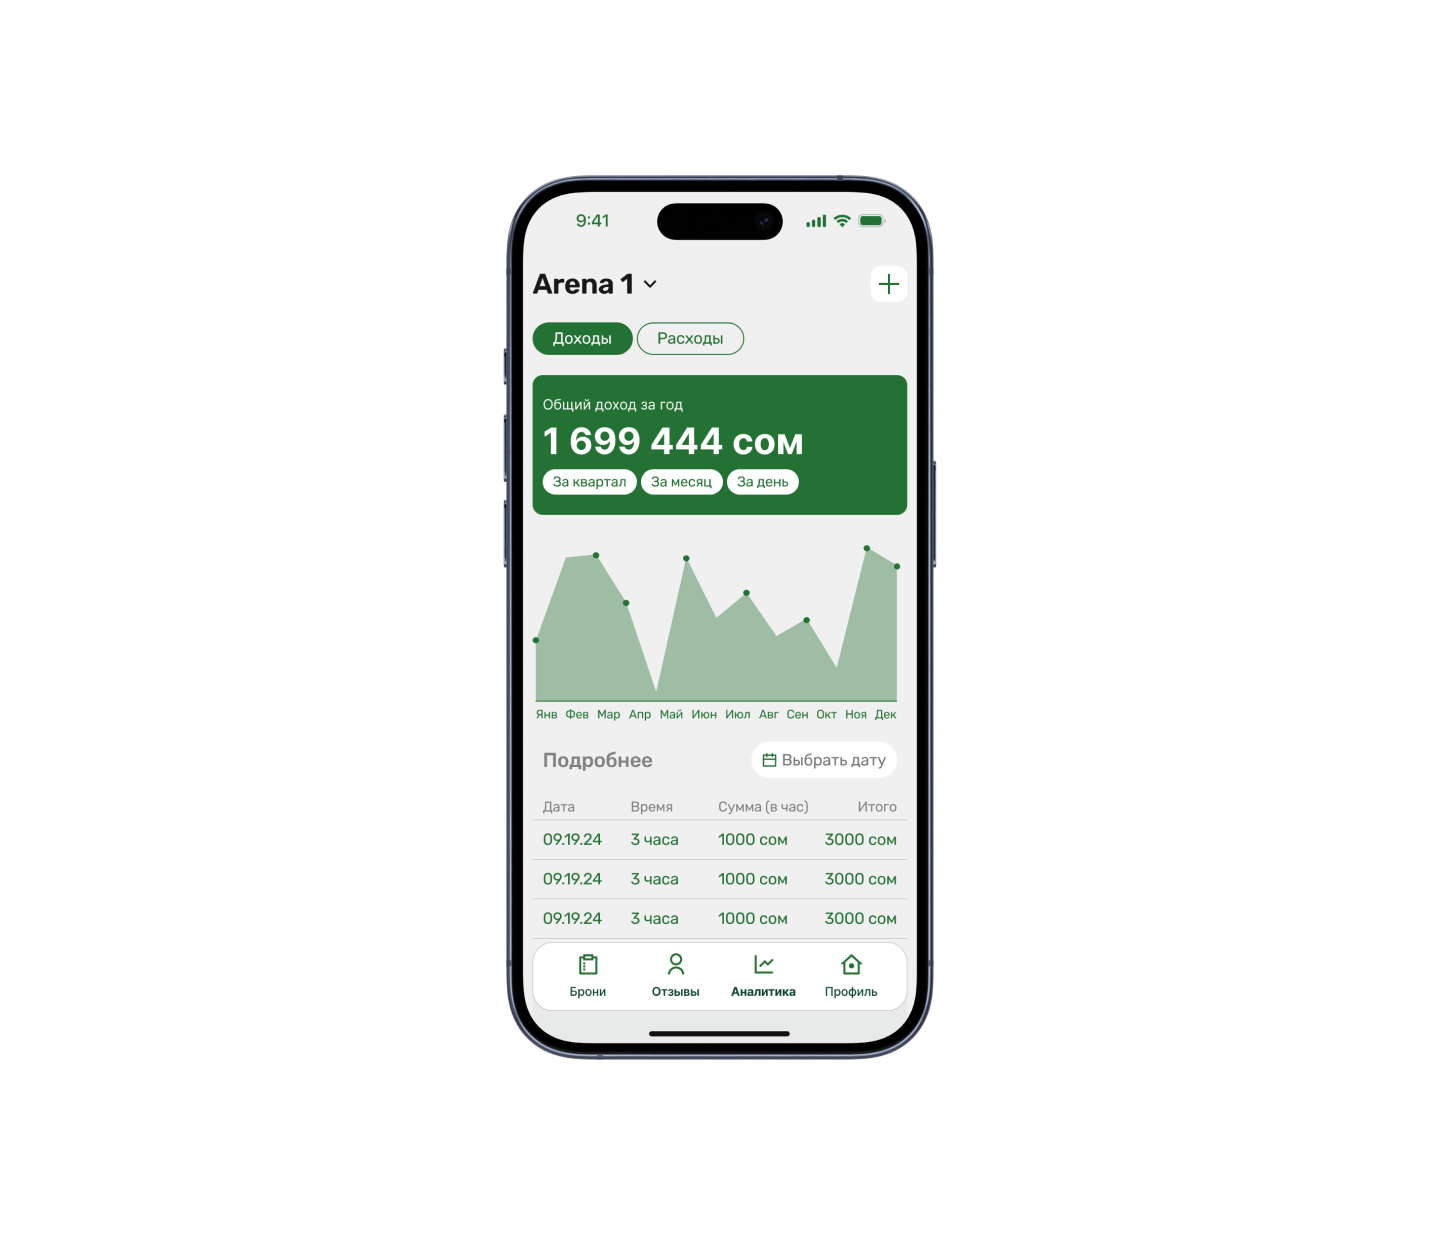 9:41
Arena 1
Доходы Расходы
Общий доход за год
1 699 444 сом
За квартал За месяц За день
Янв Фев Мар Апр Май Июн Июл Авг Сен Окт Ноя Дек
Подробнее Выбрать дату
Дата Время Сумма (в час) Итого
09.19.24 3 часа 1000 сом 3000 сом
09.19.24 3 часа 1000 сом 3000 сом
09.19.24 3 часа 1000 сом 3000 сом
Брони Отзывы Аналитика Профиль